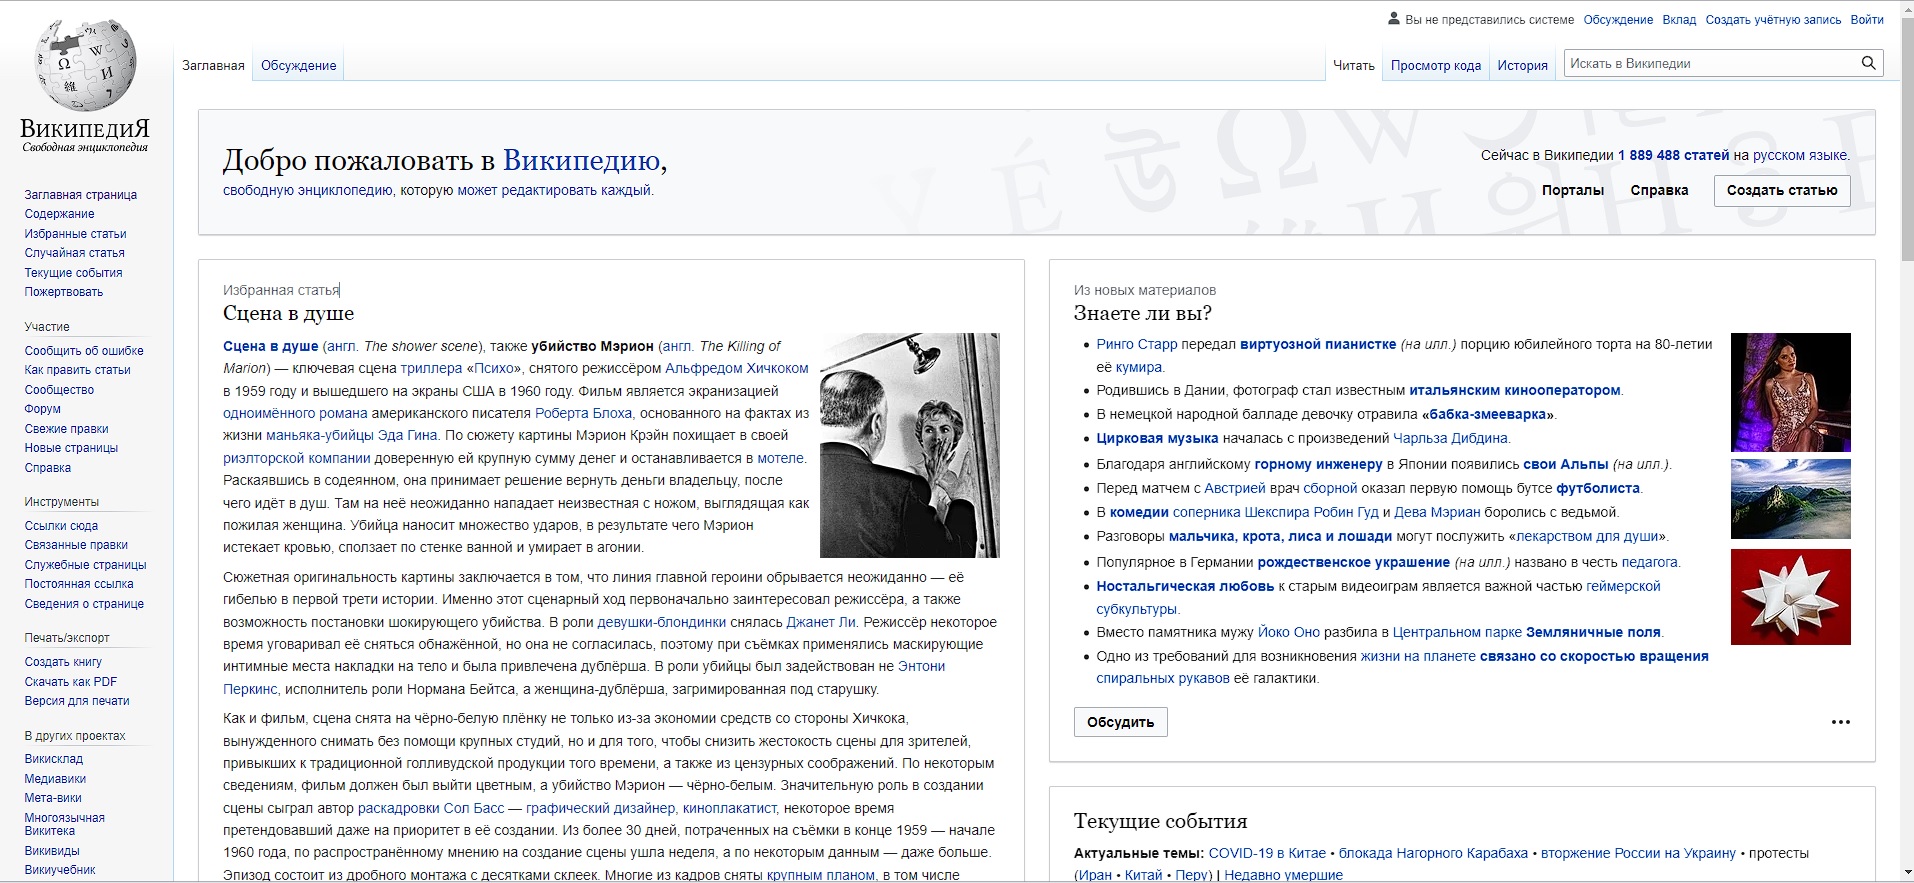 Вы не представились системе Обсуждение Вклад Создать учётную запись Войти
Заглавная Обсуждение Читать Просмотр кода История Искать в Википедии
ВИКИПЕДИЯ
Свободная энциклопедия
Заглавная страница
Содержание
Избранные статьи
Случайная статья
Текущие события
Пожертвовать
Участие
Сообщить об ошибке
Как править статьи
Сообщество
Форум
Свежие правки
Новые страницы
Справка
Инструменты
Ссылки сюда
Связанные правки
Служебные страницы
Постоянная ссылка
Сведения о странице
Печать/экспорт
Создать книгу
Скачать как PDF
Версия для печати
В других проектах
Викисклад
Медиавики
Мета-вики
Многоязычная
Викитека
Викивиды
Викиучебник
Добро пожаловать в Википедию,
свободную энциклопедию, которую может редактировать каждый.
Сейчас в Википедии 1 889 488 статей на русском языке.
Порталы Справка Создать статью
Избранная статья
Сцена в душе
Сцена в душе (англ. The shower scene), также убийство Мэрион (англ. The Killing of
Marion) — ключевая сцена триллера «Психо», снятого режиссёром Альфредом Хичкоком
в 1959 году и вышедшего на экраны США в 1960 году. Фильм является экранизацией
одноимённого романа американского писателя Роберта Блоха, основанного на фактах из
жизни маньяка-убийцы Эда Гина. По сюжету картины Мэрион Крэйн похищает в своей
риэлторской компании доверенную ей крупную сумму денег и останавливается в мотеле.
Раскаявшись в содеянном, она принимает решение вернуть деньги владельцу, после
чего идёт в душ. Там на неё неожиданно нападает неизвестная с ножом, выглядящая как
пожилая женщина. Убийца наносит множество ударов, в результате чего Мэрион
истекает кровью, сползает по стенке ванной и умирает в агонии.
Сюжетная оригинальность картины заключается в том, что линия главной героини обрывается неожиданно — её
гибелью в первой трети истории. Именно этот сценарный ход первоначально заинтересовал режиссёра, а также
возможность постановки шокирующего убийства. В роли девушки-блондинки снялась Джанет Ли. Режиссёр некоторое
время уговаривал её сняться обнажённой, но она не согласилась, поэтому при съёмках применялись маскирующие
интимные места накладки на тело и была привлечена дублёрша. В роли убийцы был задействован не Энтони
Перкинс, исполнитель роли Нормана Бейтса, а женщина-дублёрша, загримированная под старушку.
Как и фильм, сцена снята на чёрно-белую плёнку не только из-за экономии средств со стороны Хичкока,
вынужденного снимать без помощи крупных студий, но и для того, чтобы снизить жестокость сцены для зрителей,
привыкших к традиционной голливудской продукции того времени, а также из цензурных соображений. По некоторым
сведениям, фильм должен был выйти цветным, а убийство Мэрион — чёрно-белым. Значительную роль в создании
сцены сыграл автор раскадровки Сол Басс — графический дизайнер, киноплакатист, некоторое время
претендовавший даже на приоритет в её создании. Из более 30 дней, потраченных на съёмки в конце 1959 — начале
1960 года, по распространённому мнению на создание сцены ушла неделя, а по некоторым данным — даже больше.
Эпизод состоит из дробного монтажа с десятками склеек. Многие из кадров сняты крупным планом, в том числе
Из новых материалов
Знаете ли вы?
Ринго Старр передал виртуозной пианистке (на илл.) порцию юбилейного торта на 80-летии
её кумира.
Родившись в Дании, фотограф стал известным итальянским кинооператором.
В немецкой народной балладе девочку отравила «бабка-змееварка».
Цирковая музыка началась с произведений Чарльза Дибдина.
Благодаря английскому горному инженеру в Японии появились свои Альпы (на илл.).
Перед матчем с Австрией врач сборной оказал первую помощь бутсе футболиста.
В комедии соперника Шекспира Робин Гуд и Дева Мэриан боролись с ведьмой.
Разговоры мальчика, крота, лиса и лошади могут послужить «лекарством для души».
Популярное в Германии рождественское украшение (на илл.) названо в честь педагога.
Ностальгическая любовь к старым видеоиграм является важной частью геймерской
субкультуры.
Вместо памятника мужу Йоко Оно разбила в Центральном парке Земляничные поля.
Одно из требований для возникновения жизни на планете связано со скоростью вращения
спиральных рукавов её галактики.
Обсудить
Текущие события
Актуальные темы: COVID-19 в Китае • блокада Нагорного Карабаха • вторжение России на Украину • протесты
(Иран • Китай • Перу) | Недавно умершие